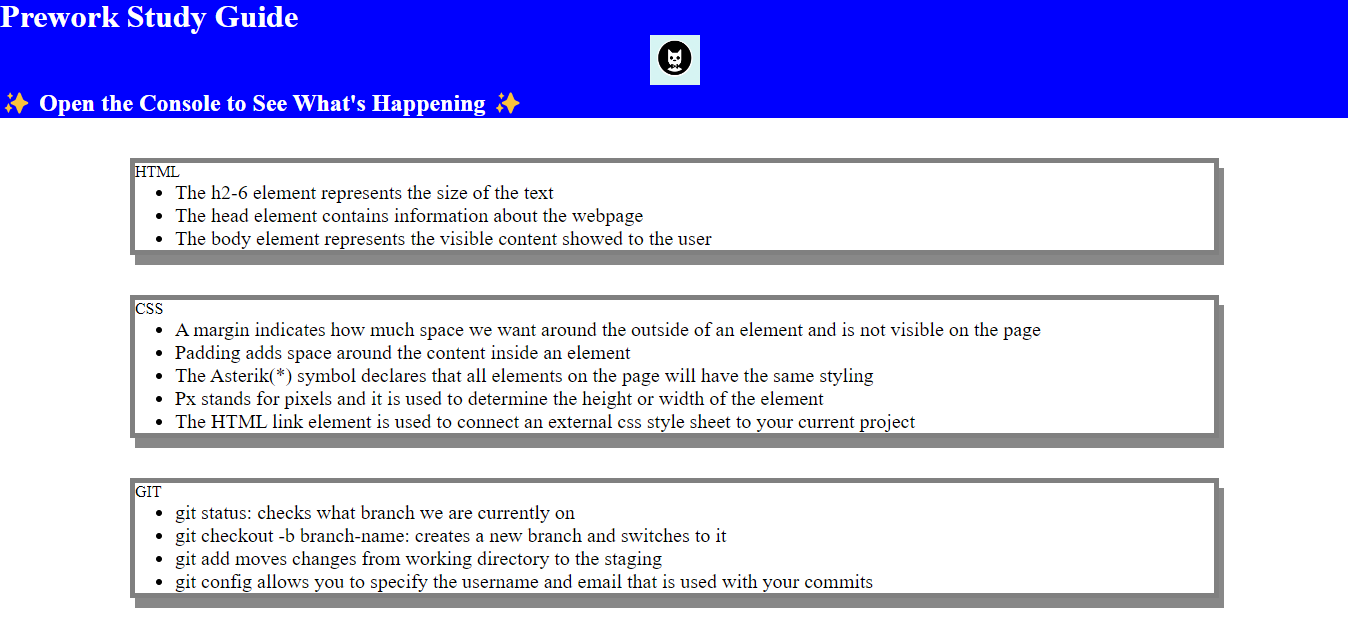 Prework Study Guide
✨ Open the Console to See What's Happening ✨
HTML
• The h2-6 element represents the size of the text
• The head element contains information about the webpage
• The body element represents the visible content showed to the user
CSS
• A margin indicates how much space we want around the outside of an element and is not visible on the page
• Padding adds space around the content inside an element
• The Asterik(*) symbol declares that all elements on the page will have the same styling
• Px stands for pixels and it is used to determine the height or width of the element
• The HTML link element is used to connect an external css style sheet to your current project
GIT
• git status: checks what branch we are currently on
• git checkout -b branch-name: creates a new branch and switches to it
• git add moves changes from working directory to the staging
• git config allows you to specify the username and email that is used with your commits